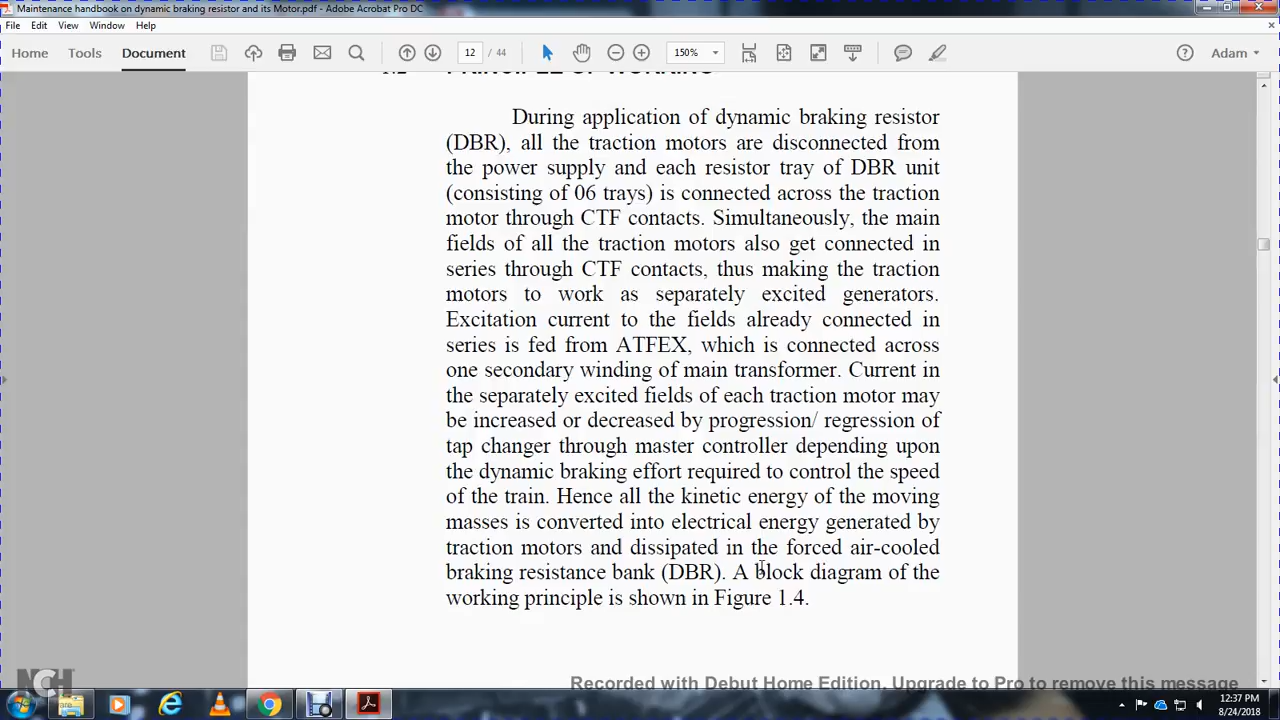 Maintenance handbook on dynamic braking resistor and its Motor.pdf - Adobe Acrobat Pro DC
File Edit View Window Help
Home Tools Document 12 / 44 150% Adam
PRINCIPLE OF WORKING
During application of dynamic braking resistor
(DBR), all the traction motors are disconnected from
the power supply and each resistor tray of DBR unit
(consisting of 06 trays) is connected across the traction
motor through CTF contacts. Simultaneously, the main
fields of all the traction motors also get connected in
series through CTF contacts, thus making the traction
motors to work as separately excited generators.
Excitation current to the fields already connected in
series is fed from ATFEX, which is connected across
one secondary winding of main transformer. Current in
the separately excited fields of each traction motor may
be increased or decreased by progression/ regression of
tap changer through master controller depending upon
the dynamic braking effort required to control the speed
of the train. Hence all the kinetic energy of the moving
masses is converted into electrical energy generated by
traction motors and dissipated in the forced air-cooled
braking resistance bank (DBR). A block diagram of the
working principle is shown in Figure 1.4.
NCH
Recorded with Debut Home Edition. Upgrade to Pro to remove this message
12:37 PM
8/24/2018